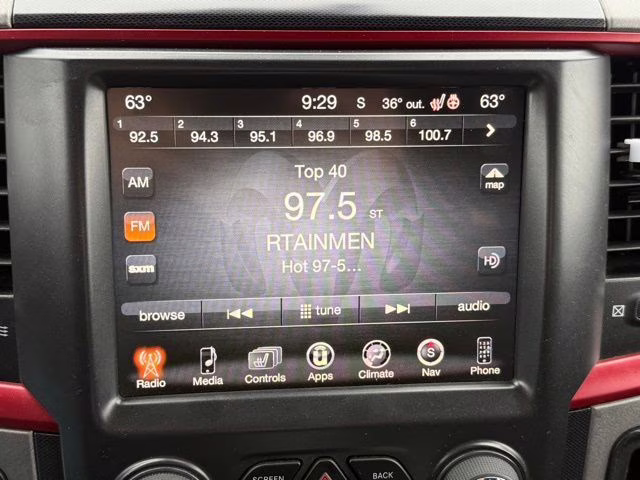 63° 9:29 S 36° out. 63°
1 92.5 2 94.3 3 95.1 4 96.9 5 98.5 6 100.7 >
Top 40
AM 97.5 ST map
FM RTAINMEN
sxm Hot 97-5... HD
browse tune audio
Radio Media Controls Apps Climate Nav Phone
SCREEN BACK